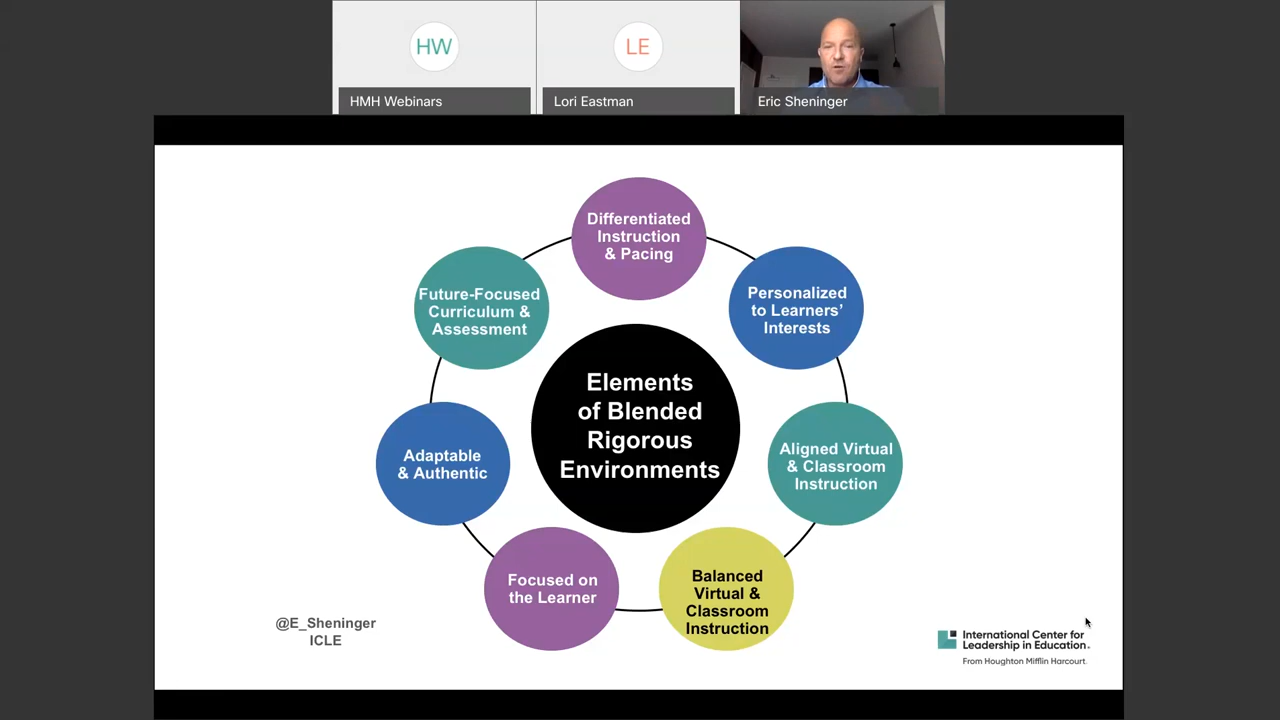 HW
LE
HMH Webinars
Lori Eastman
Eric Sheninger
Differentiated
Instruction
& Pacing
Future-Focused
Curriculum &
Assessment
Personalized
to Learners’
Interests
Elements
of Blended
Rigorous
Environments
Adaptable
& Authentic
Aligned Virtual
& Classroom
Instruction
Focused on
the Learner
Balanced
Virtual &
Classroom
Instruction
@E_Sheninger
ICLE
International Center for
Leadership in Education.
From Houghton Mifflin Harcourt.